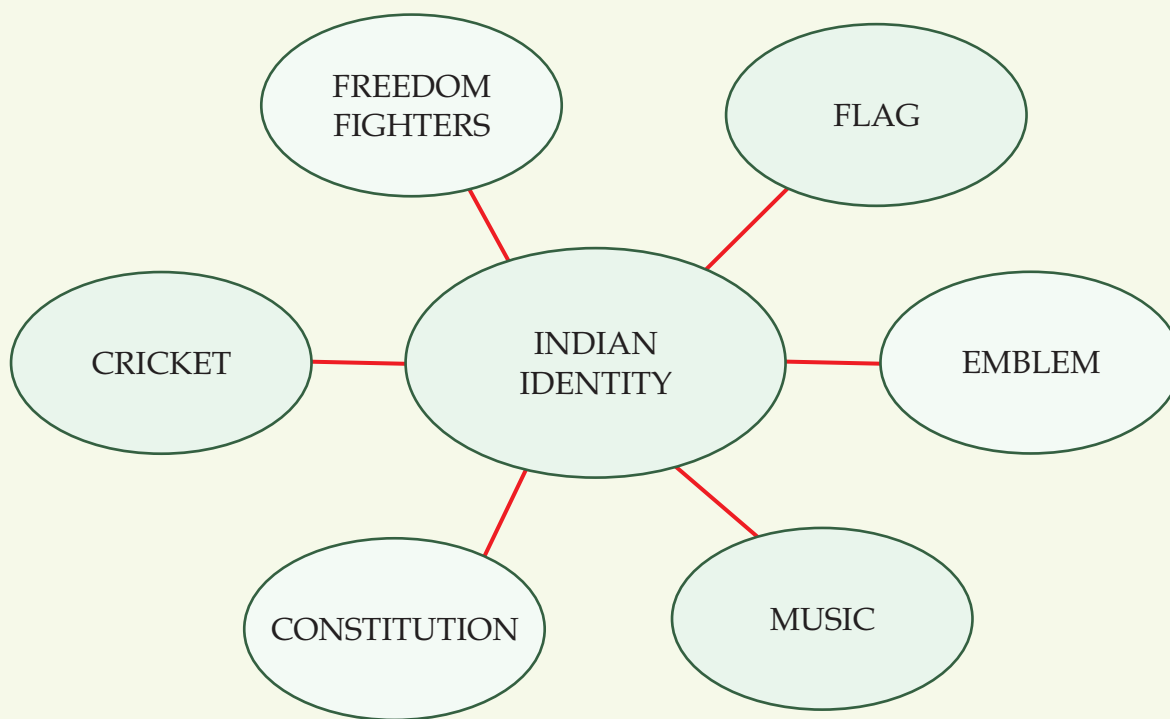 FREEDOM
FIGHTERS
FLAG
CRICKET
INDIAN
IDENTITY
EMBLEM
CONSTITUTION
MUSIC